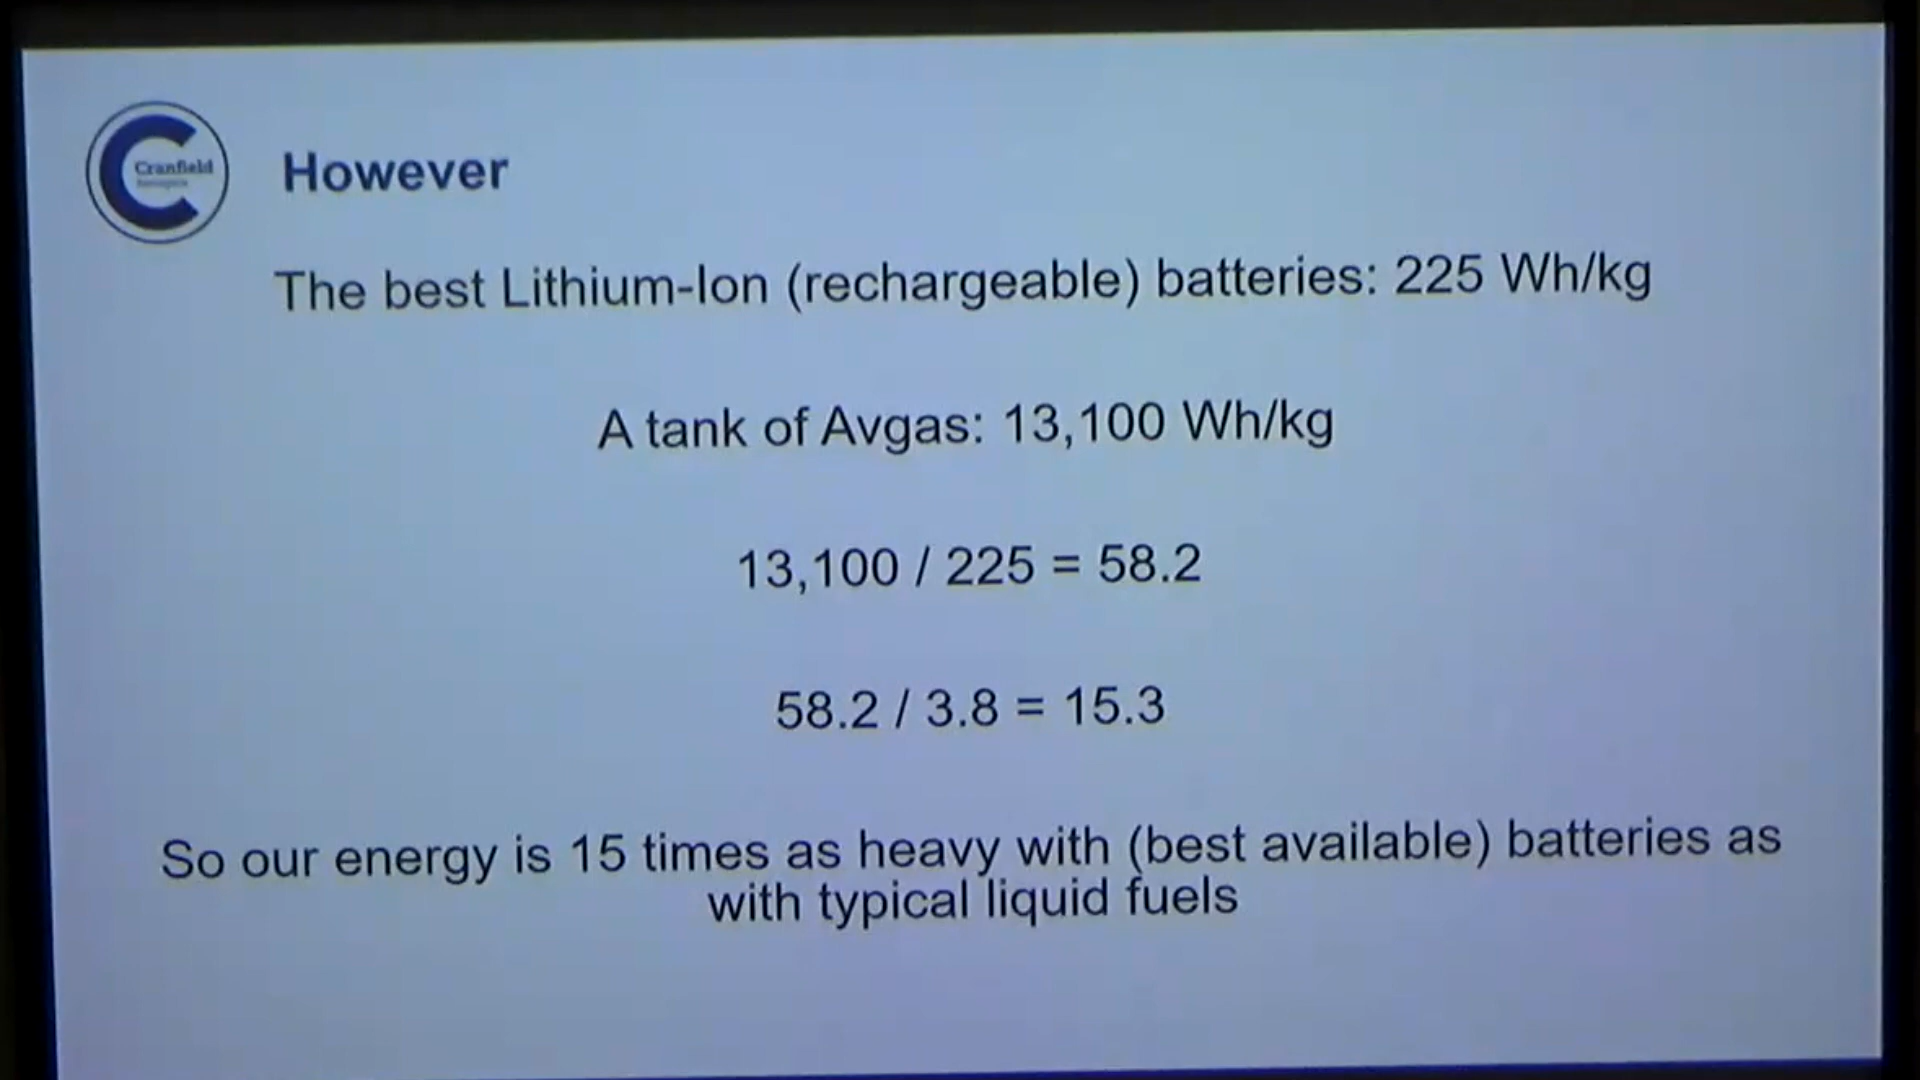 Cranfield
However
The best Lithium-Ion (rechargeable) batteries: 225 Wh/kg
A tank of Avgas: 13,100 Wh/kg
13,100 / 225 = 58.2
58.2 / 3.8 = 15.3
So our energy is 15 times as heavy with (best available) batteries as
with typical liquid fuels